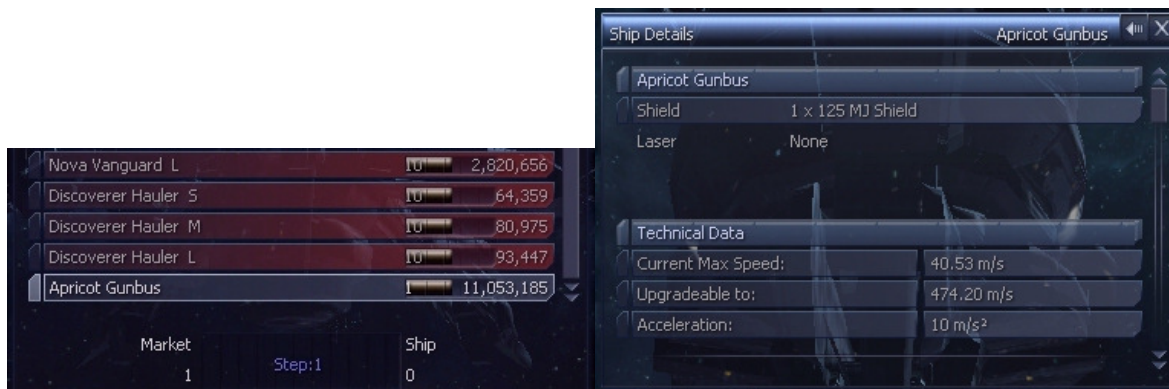 Nova Vanguard L 10 2,820,656
Discoverer Hauler S 10 64,359
Discoverer Hauler M 10 80,975
Discoverer Hauler L 10 93,447
Apricot Gunbus 1 11,053,185
Market Ship
Step:1
1 0
Ship Details Apricot Gunbus X
Apricot Gunbus
Shield 1 x 125 MJ Shield
Laser None
Technical Data
Current Max Speed: 40.53 m/s
Upgradeable to: 474.20 m/s
Acceleration: 10 m/s²